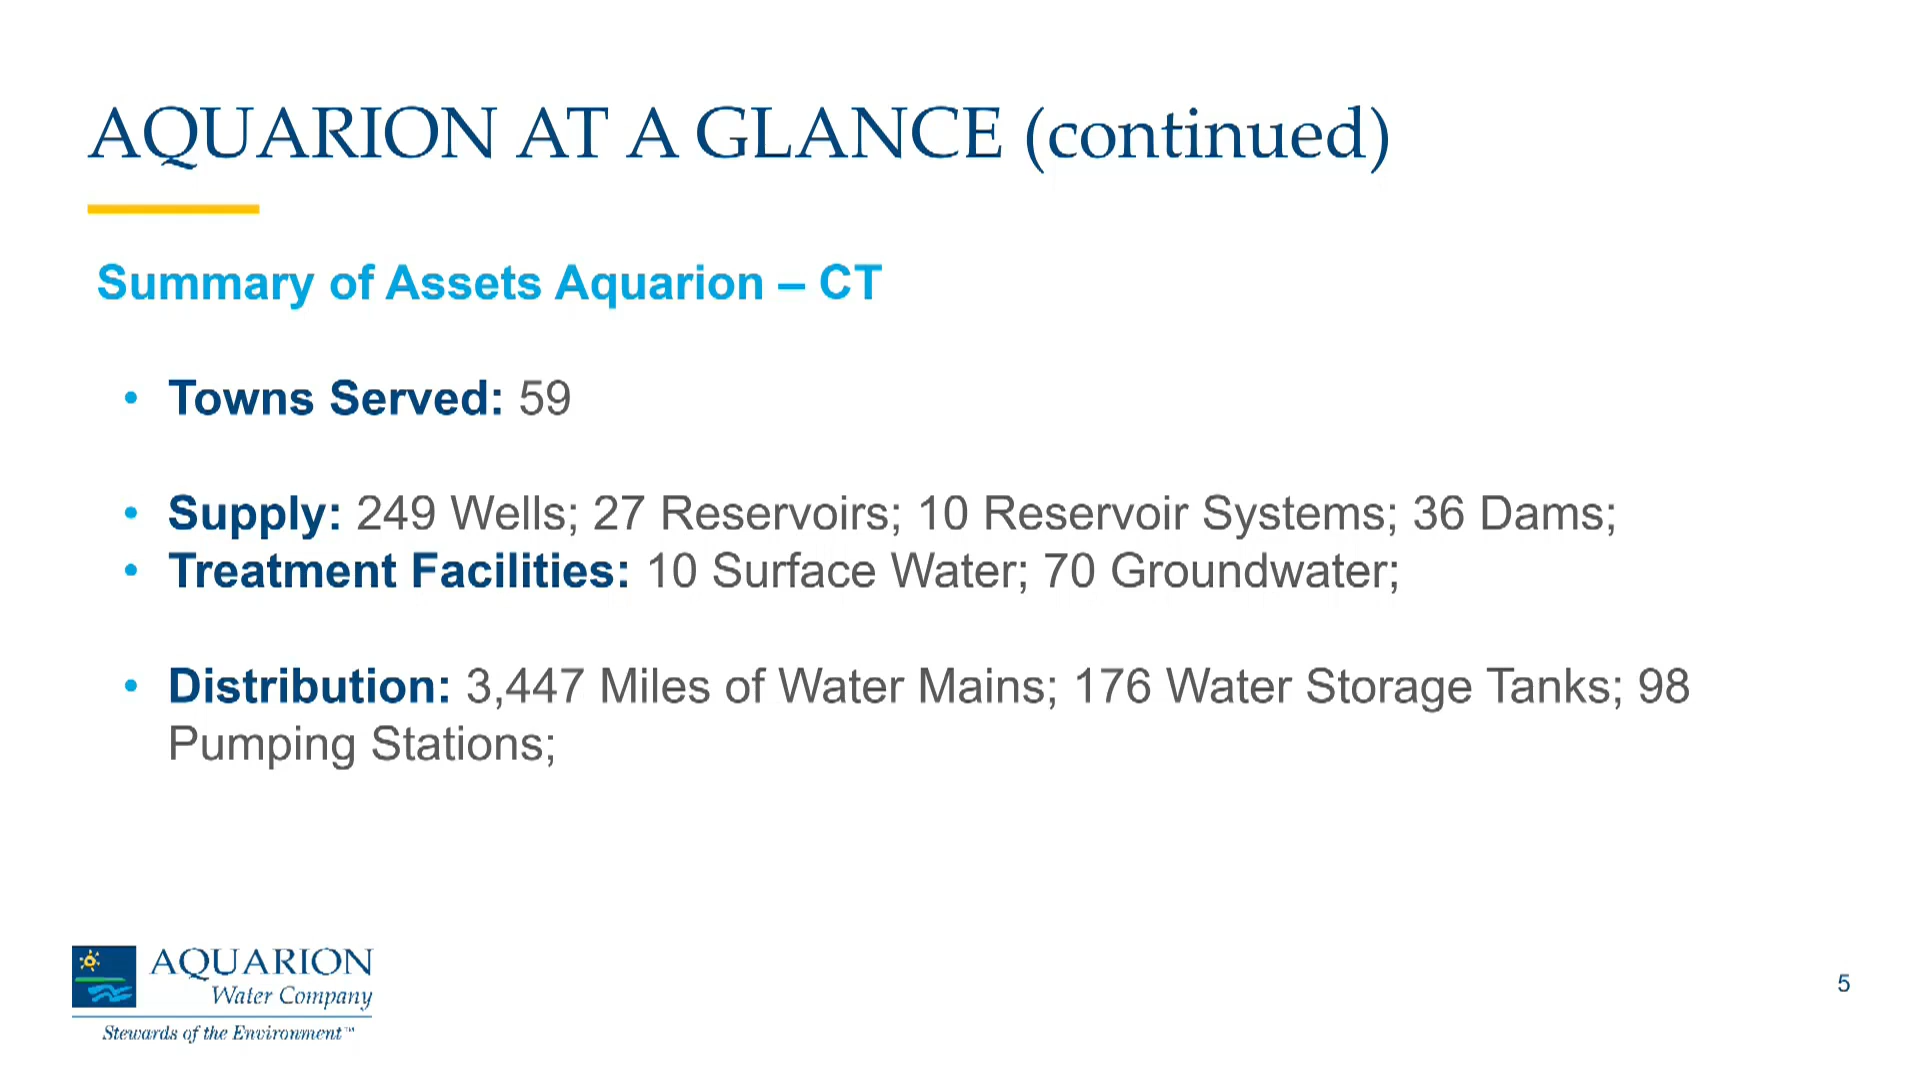 AQUARION AT A GLANCE (continued)
Summary of Assets Aquarion – CT
• Towns Served: 59
• Supply: 249 Wells; 27 Reservoirs; 10 Reservoir Systems; 36 Dams;
• Treatment Facilities: 10 Surface Water; 70 Groundwater;
• Distribution: 3,447 Miles of Water Mains; 176 Water Storage Tanks; 98
Pumping Stations;
AQUARION
Water Company
Stewards of the Environment™
5